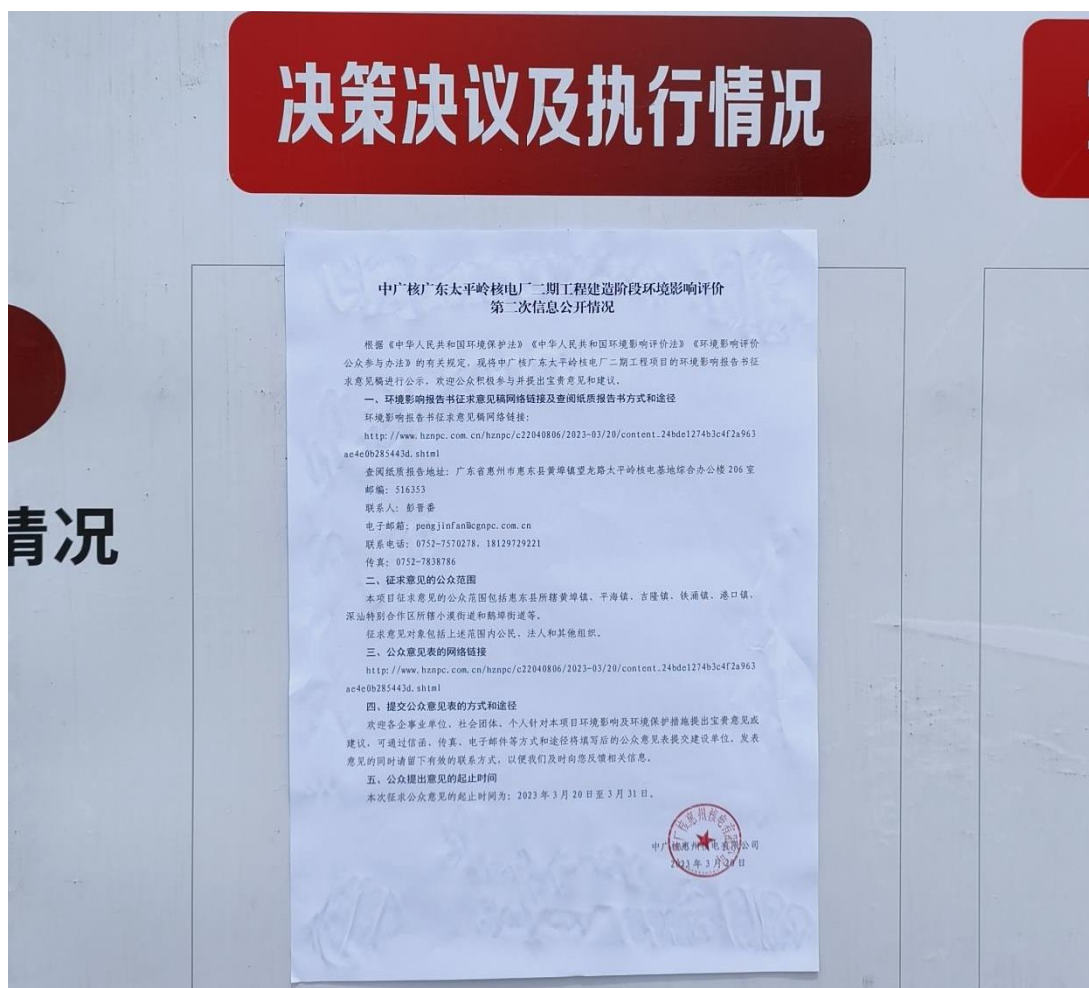 决策决议及执行情况
情况
中广核广东太平岭核电厂二期工程建造阶段环境影响评价
第二次信息公开情况
根据《中华人民共和国环境保护法》《中华人民共和国环境影响评价法》《环境影响评价
公众参与办法》的有关规定，现将中广核广东太平岭核电厂二期工程项目的环境影响报告书征
求意见稿进行公示，欢迎公众积极参与并提出宝贵意见和建议。
一、环境影响报告书征求意见稿网络链接及查阅纸质报告书方式和途径
环境影响报告书征求意见稿网络链接：
http://www.hznpc.com.cn/hznpc/c22040806/2023-03/20/content.24bde1274b3c4f2a963
ae4e0b285443d.shtml
查阅纸质报告地址：广东省惠州市惠东县黄埠镇望龙路太平岭核电基地综合办公楼 206 室
邮编：516353
联系人：彭晋番
电子邮箱：pengjinfan@cgnpc.com.cn
联系电话：0752-7570278，18129729221
传真：0752-7838786
二、征求意见的公众范围
本项目征求意见的公众范围包括惠东县所辖黄埠镇、平海镇、吉隆镇、铁涌镇、港口镇，
深汕特别合作区所辖小漠街道和鹅埠街道等。
征求意见对象包括上述范围内公民、法人和其他组织。
三、公众意见表的网络链接
http://www.hznpc.com.cn/hznpc/c22040806/2023-03/20/content.24bde1274b3c4f2a963
ae4e0b285443d.shtml
四、提交公众意见表的方式和途径
欢迎各企事业单位、社会团体、个人针对本项目环境影响及环境保护措施提出宝贵意见或
建议，可通过信函、传真、电子邮件等方式和途径将填写后的公众意见表提交建设单位，发表
意见的同时请留下有效的联系方式，以便我们及时向您反馈相关信息。
五、公众提出意见的起止时间
本次征求公众意见的起止时间为：2023 年 3 月 20 日至 3 月 31 日。
中广核惠州核电有限公司
2023 年 3 月 20 日